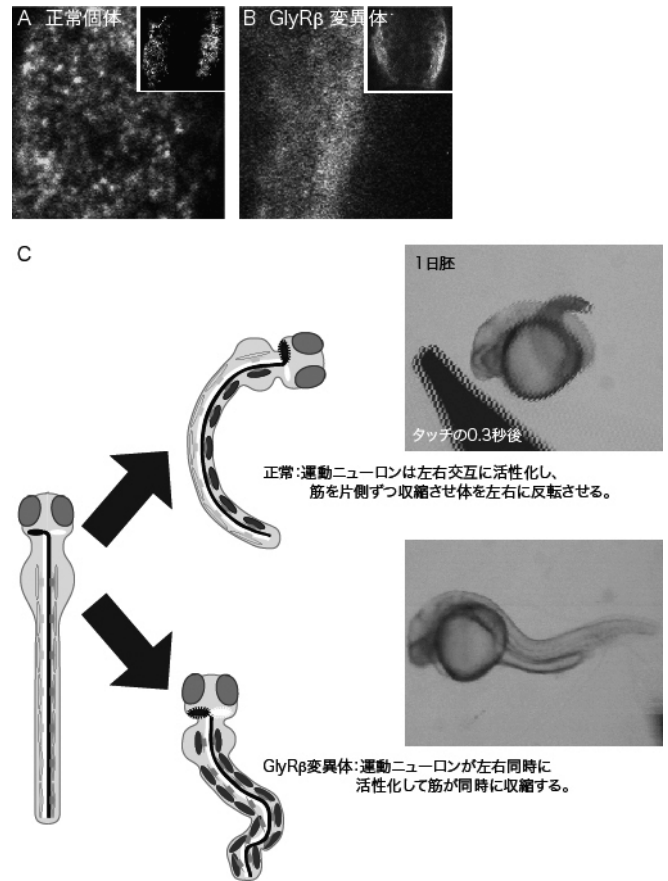 A 正常個体
B GlyRβ 変異体
C
1日胚
タッチの0.3秒後
正常:運動ニューロンは左右交互に活性化し、
筋を片側ずつ収縮させ体を左右に反転させる。
GlyRβ変異体:運動ニューロンが左右同時に
活性化して筋が同時に収縮する。